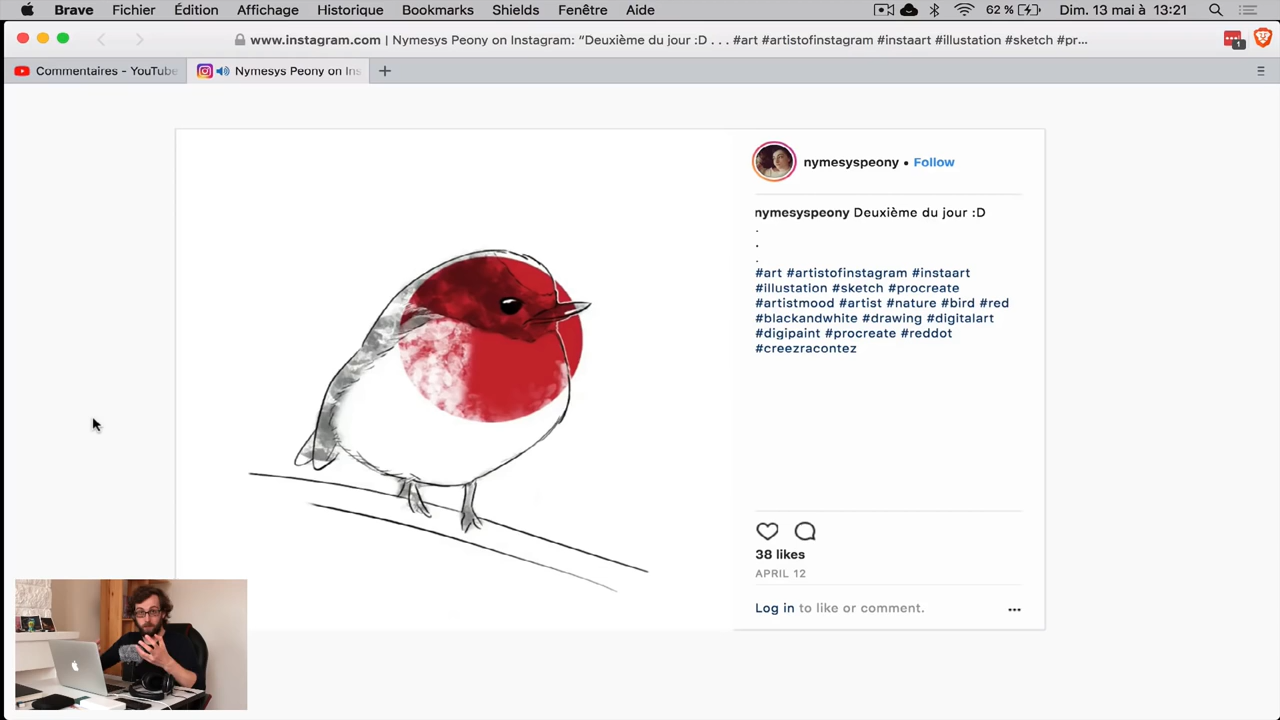 Brave Fichier Édition Affichage Historique Bookmarks Shields Fenêtre Aide 62 % Dim. 13 mai à 13:21
www.instagram.com | Nymesys Peony on Instagram: “Deuxième du jour :D . . . #art #artistofinstagram #instaart #illustation #sketch #pr...
1
Commentaires - YouTube
Nymesys Peony on Ins
nymesyspeony • Follow
nymesyspeony Deuxième du jour :D
.
.
.
#art #artistofinstagram #instaart
#illustation #sketch #procreate
#artistmood #artist #nature #bird #red
#blackandwhite #drawing #digitalart
#digipaint #procreate #reddot
#creezracontez
38 likes
APRIL 12
Log in to like or comment.